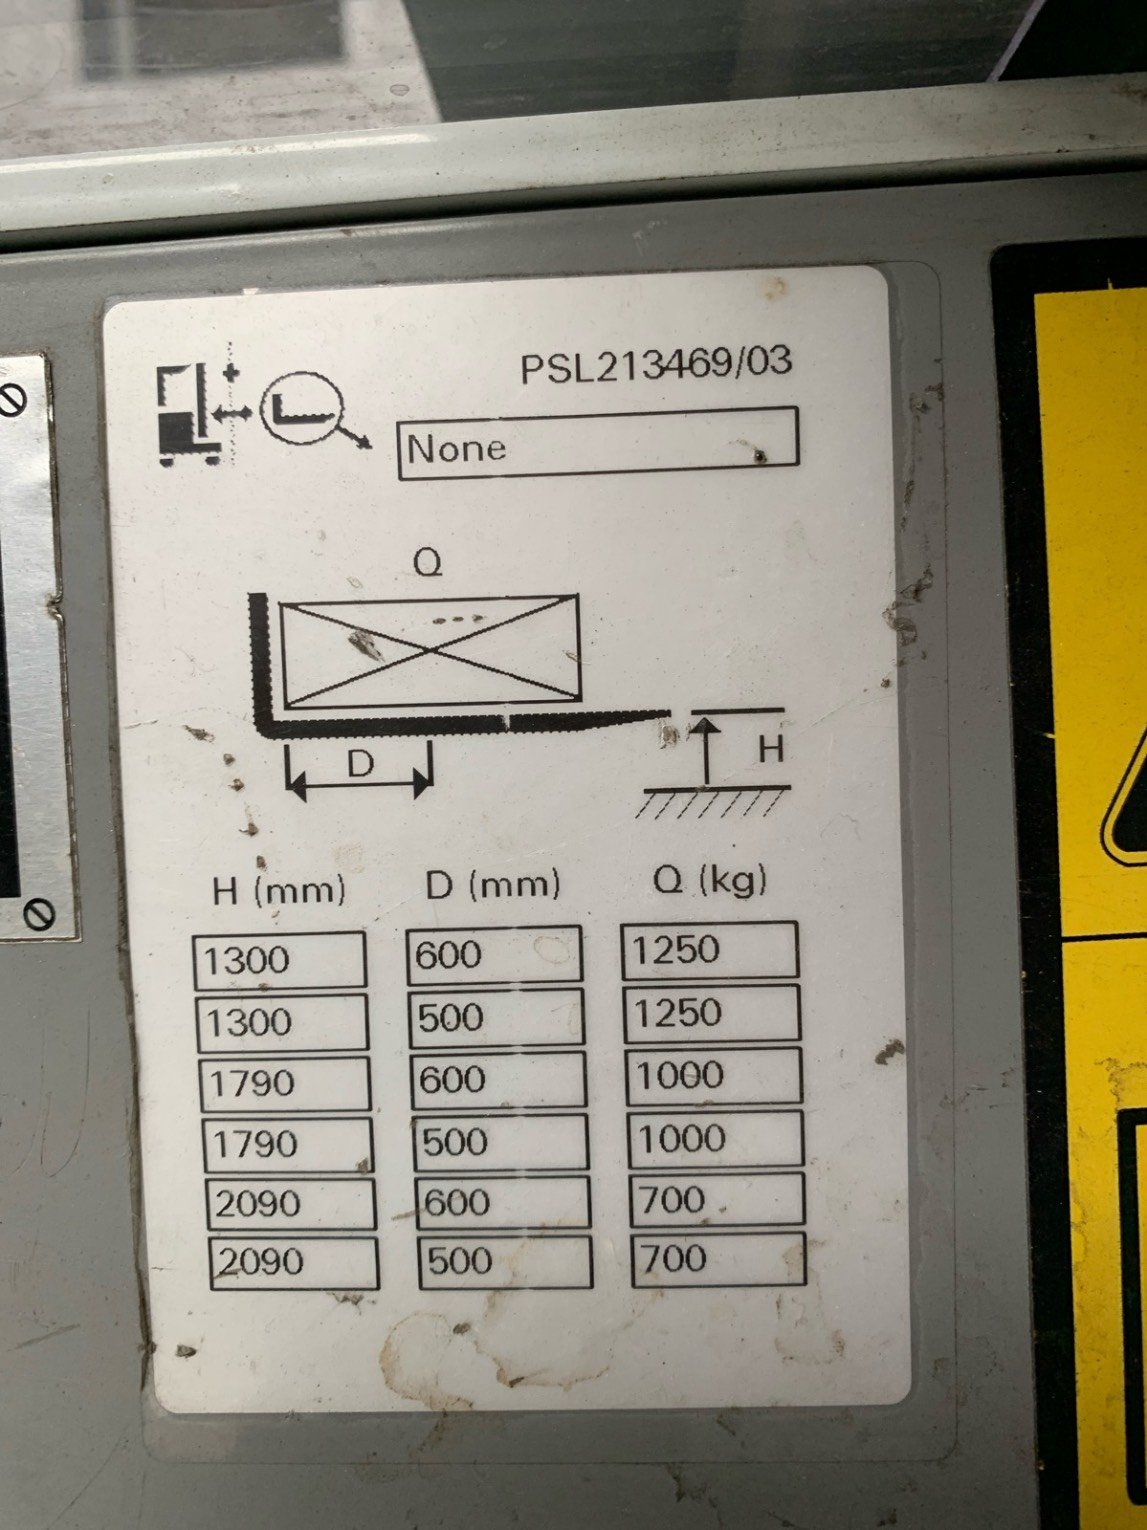 PSL213469/03
None
Q
D
H
H (mm) D (mm) Q (kg)
1300 600 1250
1300 500 1250
1790 600 1000
1790 500 1000
2090 600 700
2090 500 700